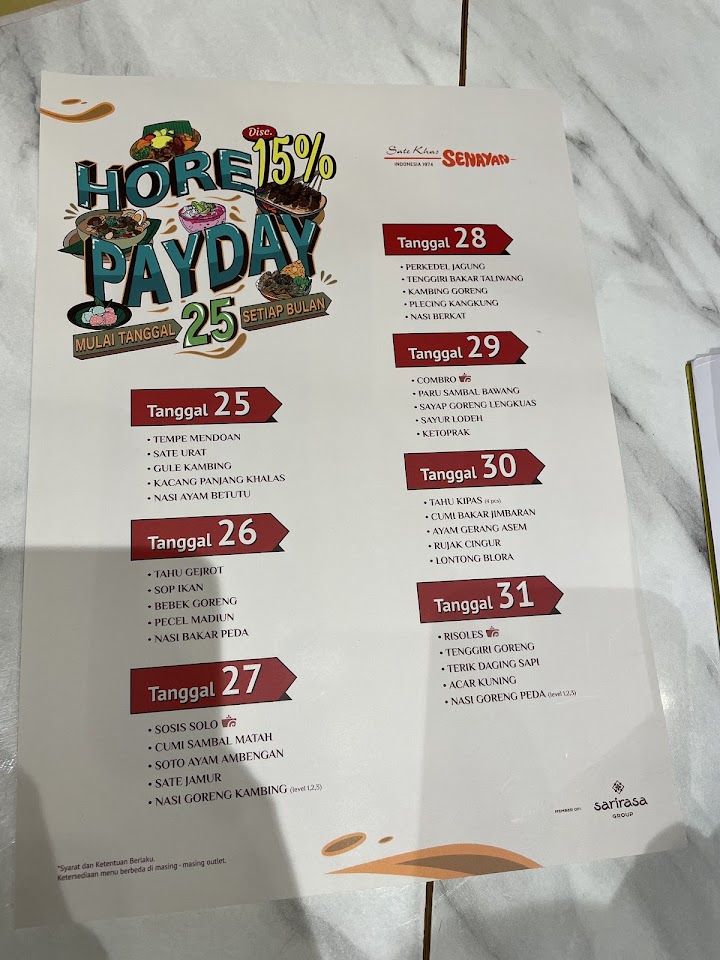 Disc.
HORE 15%
PAYDAY
MULAI TANGGAL 25 SETIAP BULAN
Sate Khas SENAYAN
INDONESIA 1974
Tanggal 25
• TEMPE MENDOAN
• SATE URAT
• GULE KAMBING
• KACANG PANJANG KHALAS
• NASI AYAM BETUTU
Tanggal 26
• TAHU GEJROT
• SOP IKAN
• BEBEK GORENG
• PECEL MADIUN
• NASI BAKAR PEDA
Tanggal 27
• SOSIS SOLO
• CUMI SAMBAL MATAH
• SOTO AYAM AMBENGAN
• SATE JAMUR
• NASI GORENG KAMBING (level 1,2,3)
Tanggal 28
• PERKEDEL JAGUNG
• TENGGIRI BAKAR TALIWANG
• KAMBING GORENG
• PLECING KANGKUNG
• NASI BERKAT
Tanggal 29
• COMBRO
• PARU SAMBAL BAWANG
• SAYAP GORENG LENGKUAS
• SAYUR LODEH
• KETOPRAK
Tanggal 30
• TAHU KIPAS (4 pcs)
• CUMI BAKAR JIMBARAN
• AYAM GERANG ASEM
• RUJAK CINGUR
• LONTONG BLORA
Tanggal 31
• RISOLES
• TENGGIRI GORENG
• TERIK DAGING SAPI
• ACAR KUNING
• NASI GORENG PEDA (level 1,2,3)
*Syarat dan Ketentuan Berlaku.
Ketersediaan menu berbeda di masing - masing outlet.
MEMBER OF: sarirasa
GROUP